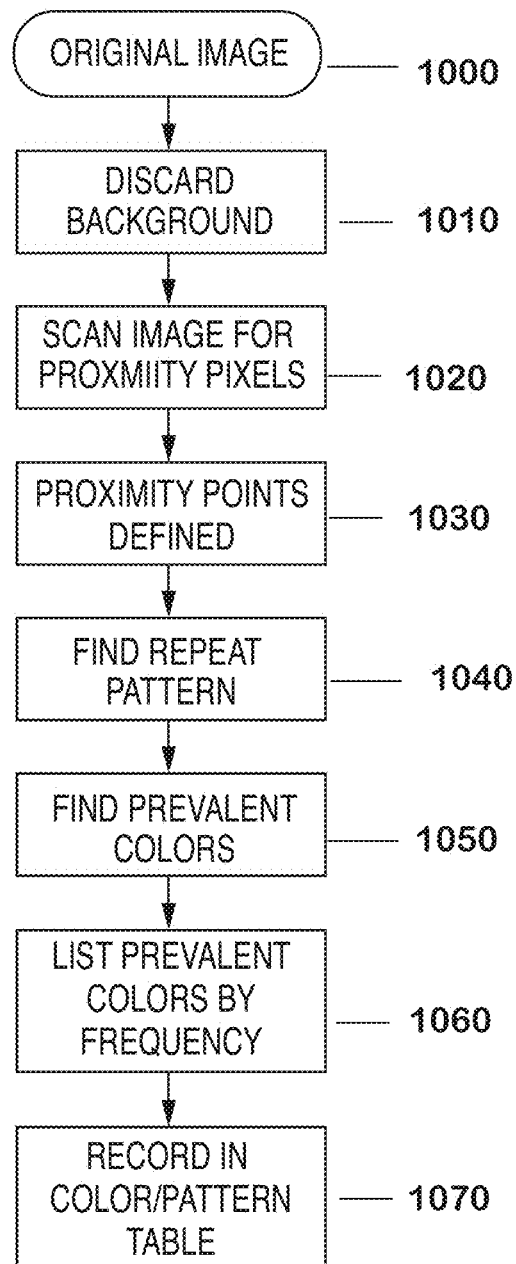 ORIGINAL IMAGE
1000
DISCARD
BACKGROUND
1010
SCAN IMAGE FOR
PROXMIITY PIXELS
1020
PROXIMITY POINTS
DEFINED
1030
FIND REPEAT
PATTERN
1040
FIND PREVALENT
COLORS
1050
LIST PREVALENT
COLORS BY
FREQUENCY
1060
RECORD IN
COLOR/PATTERN
TABLE
1070